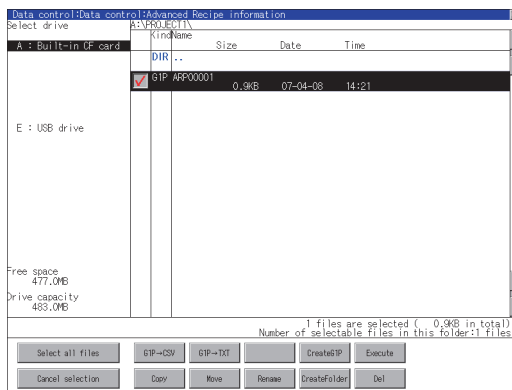 Data control:Data control:Advanced Recipe information
Select drive
A:\PROJECT1\
Kind Name
Size Date Time
A : Built-in CF card
DIR ..
G1P ARP00001
0.9KB 07-04-08 14:21
E : USB drive
Free space
477.0MB
Drive capacity
483.0MB
1 files are selected ( 0.9KB in total)
Number of selectable files in this folder:1 files
Select all files G1P→CSV G1P→TXT CreateG1P Execute
Cancel selection Copy Move Rename CreateFolder Del